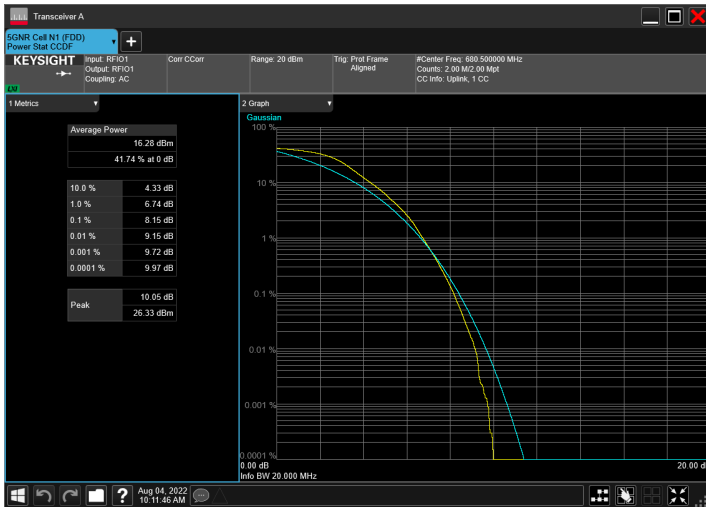 Transceiver A
5GNR Cell N1 (FDD)
Power Stat CCDF
KEYSIGHT
Input: RFIO1
Output: RFIO1
Coupling: AC
Corr CCorr
Range: 20 dBm
Trig: Prot Frame
Aligned
#Center Freq: 680.500000 MHz
Counts: 2.00 M/2.00 Mpt
CC Info: Uplink, 1 CC
1 Metrics
Average Power
16.28 dBm
41.74 % at 0 dB
10.0 % 4.33 dB
1.0 % 6.74 dB
0.1 % 8.15 dB
0.01 % 9.15 dB
0.001 % 9.72 dB
0.0001 % 9.97 dB
Peak
10.05 dB
26.33 dBm
2 Graph
Gaussian
100 %
10 %
1 %
0.1 %
0.01 %
0.001 %
0.0001 %
0.00 dB
20.00 d
Info BW 20.000 MHz
Aug 04, 2022
10:11:46 AM